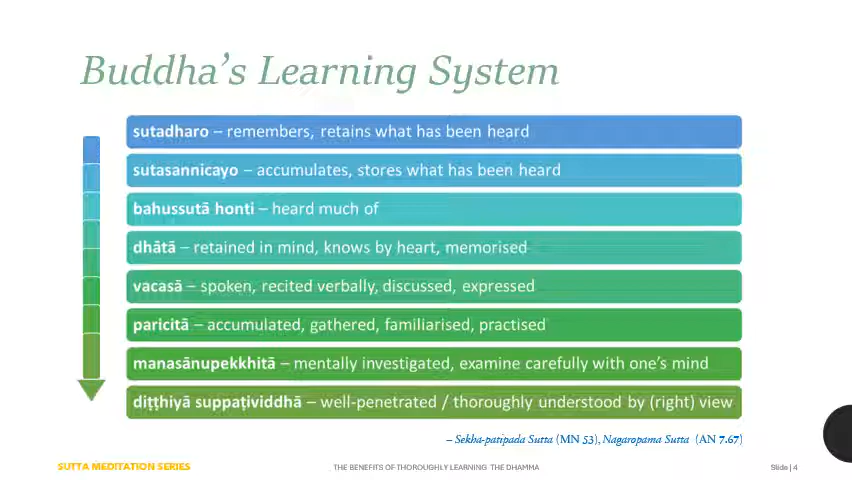 Buddha's Learning System
sutadharo – remembers, retains what has been heard
sutasannicayo – accumulates, stores what has been heard
bahussutā honti – heard much of
dhātā – retained in mind, knows by heart, memorised
vacasā – spoken, recited verbally, discussed, expressed
paricitā – accumulated, gathered, familiarised, practised
manasānupekkhitā – mentally investigated, examine carefully with one's mind
diṭṭhiyā suppaṭividdhā – well-penetrated / thoroughly understood by (right) view
– Sekha-patipada Sutta (MN 53), Nagaropama Sutta (AN 7.67)
SUTTA MEDITATION SERIES THE BENEFITS OF THOROUGHLY LEARNING THE DHAMMA Slide | 4